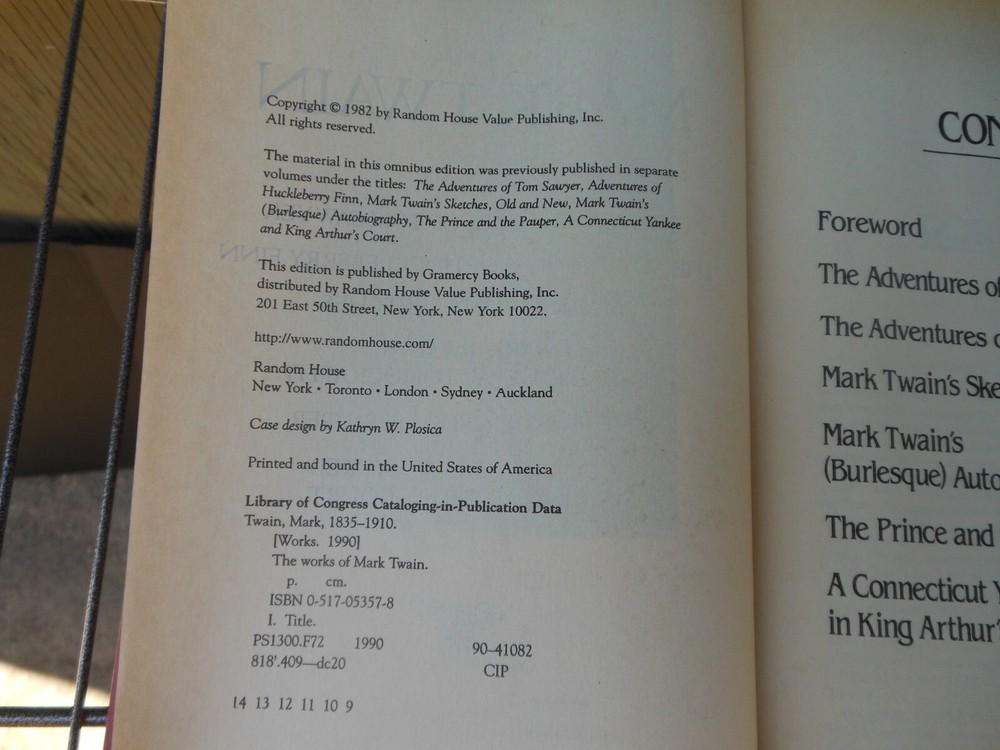 Copyright © 1982 by Random House Value Publishing, Inc.
All rights reserved.
The material in this omnibus edition was previously published in separate
volumes under the titles: The Adventures of Tom Sawyer, Adventures of
Huckleberry Finn, Mark Twain's Sketches, Old and New, Mark Twain's
(Burlesque) Autobiography, The Prince and the Pauper, A Connecticut Yankee
and King Arthur's Court.
This edition is published by Gramercy Books,
distributed by Random House Value Publishing, Inc.
201 East 50th Street, New York, New York 10022.
http://www.randomhouse.com/
Random House
New York • Toronto • London • Sydney • Auckland
Case design by Kathryn W. Plosica
Printed and bound in the United States of America
Library of Congress Cataloging-in-Publication Data
Twain, Mark, 1835–1910.
[Works. 1990]
The works of Mark Twain.
p. cm.
ISBN 0-517-05357-8
I. Title.
PS1300.F72 1990 90–41082
818'.409—dc20 CIP
14 13 12 11 10 9
CON
Foreword
The Adventures of
The Adventures o
Mark Twain's Ske
Mark Twain's
(Burlesque) Auto
The Prince and
A Connecticut Y
in King Arthur'